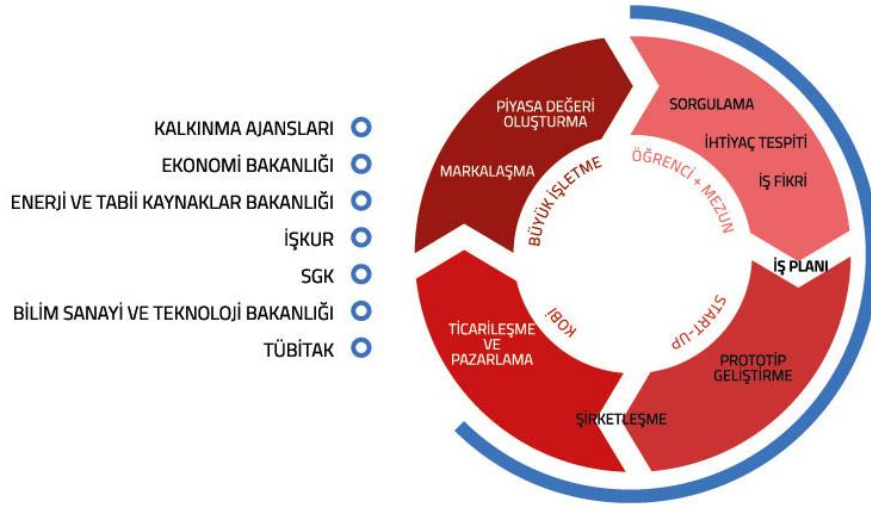 KALKINMA AJANSLARI
EKONOMİ BAKANLIĞI
ENERJİ VE TABİİ KAYNAKLAR BAKANLIĞI
İŞKUR
SGK
BİLİM SANAYİ VE TEKNOLOJİ BAKANLIĞI
TÜBİTAK
PİYASA DEĞERİ
OLUŞTURMA
MARKALAŞMA
BÜYÜK İŞLETME
SORGULAMA
İHTİYAÇ TESPİTİ
İŞ FİKRİ
ÖĞRENCİ + MEZUN
İŞ PLANI
START-UP
PROTOTİP
GELİŞTİRME
ŞİRKETLEŞME
KOBİ
TİCARİLEŞME
VE
PAZARLAMA